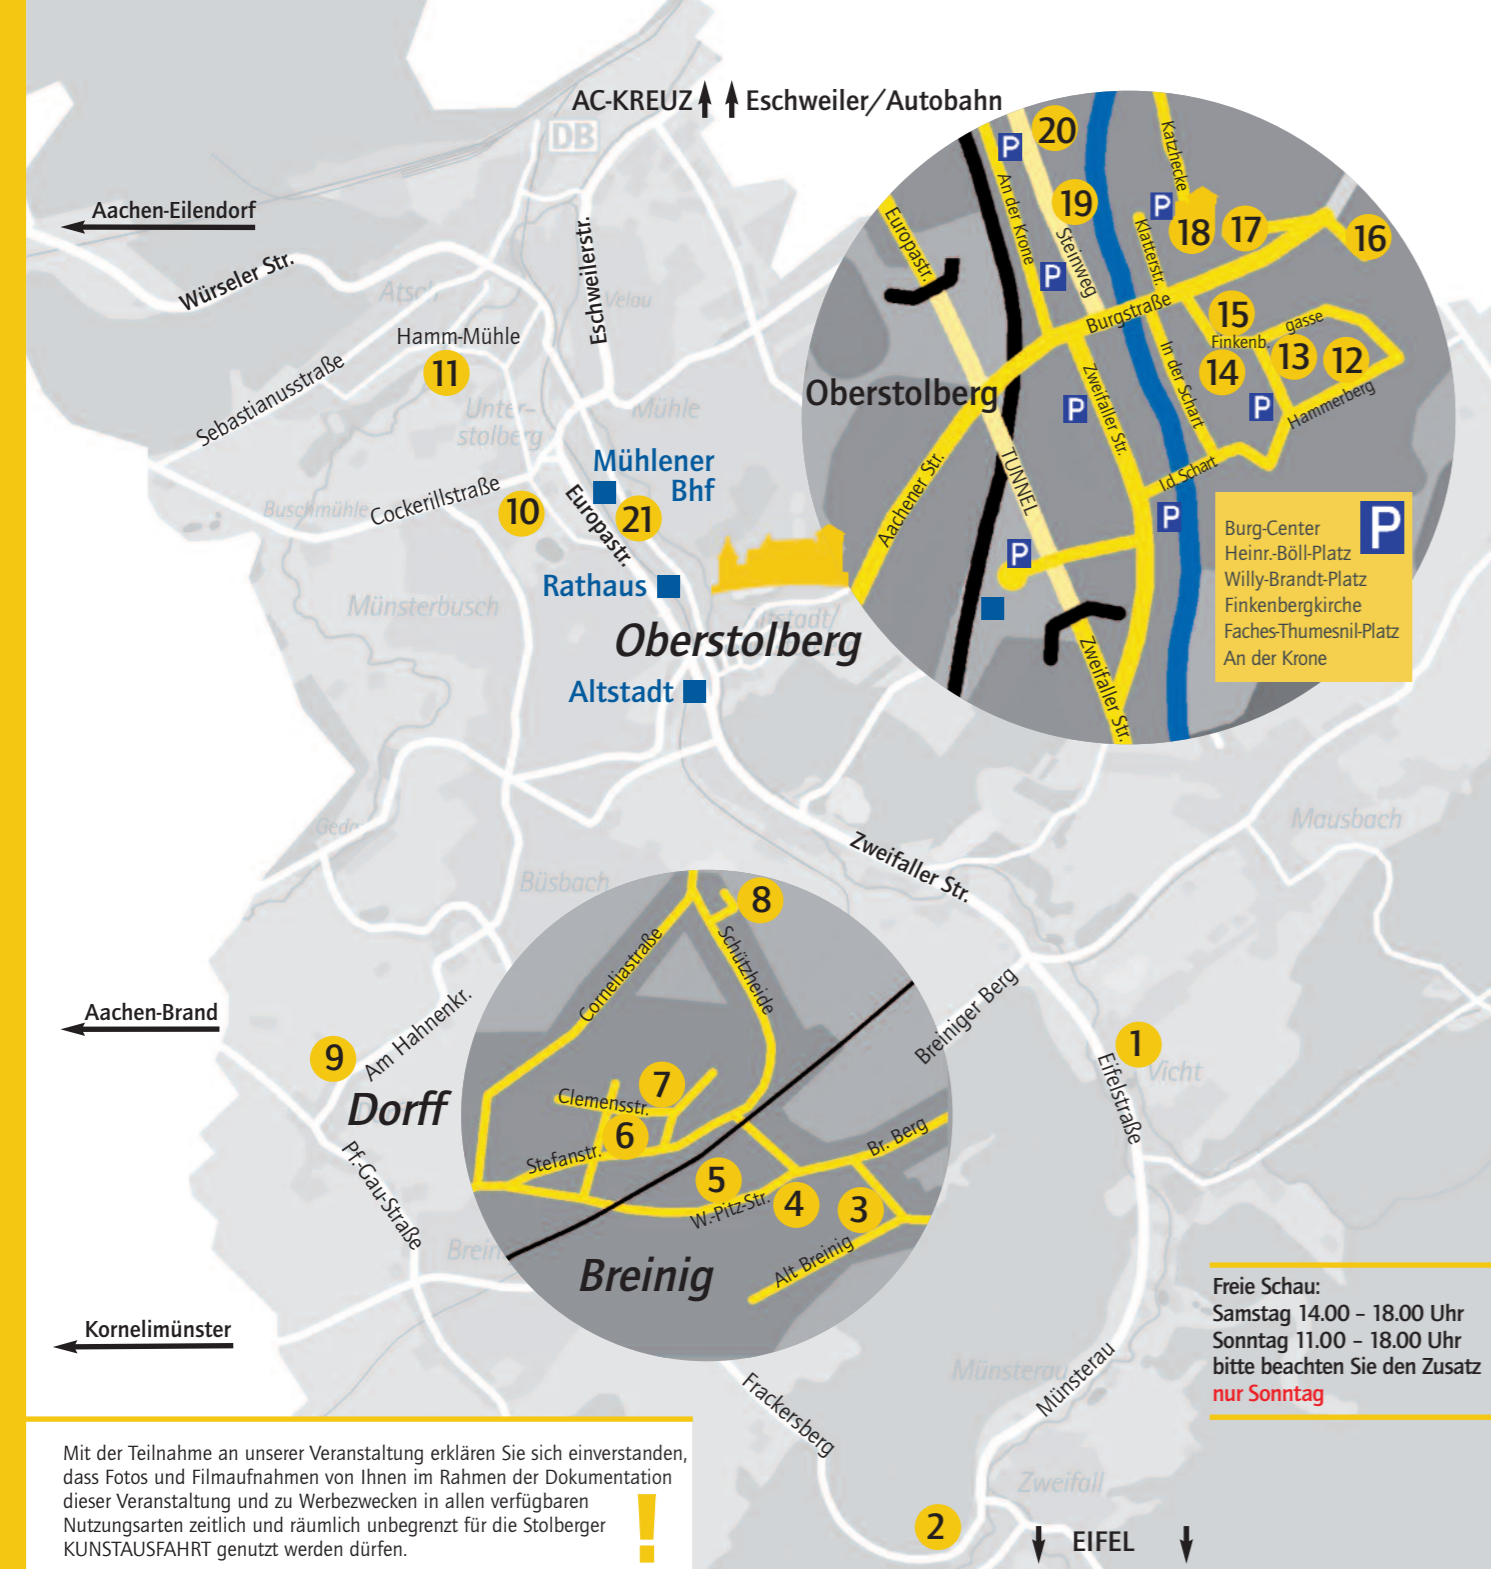 AC-KREUZ Eschweiler/Autobahn
DB
Aachen-Eilendorf
Würseler Str.
Atsch
Eschweilerstr.
Velau
Hamm-Mühle
11
Sebastianusstraße
Unter-
stolberg
Mühle
Mühlener
Bhf
Buschmühle
Cockerillstraße
10
Europastr.
21
Rathaus
Münsterbusch
Altstadt/
Oberstolberg
Altstadt
20
P
Katzhecke
An der Krone
19
P
18
17
16
Europastr.
Steinweg
Klatterstr.
P
Burgstraße
15
gasse
Finkenb.
13
12
14
In der Schart
Oberstolberg
Zweifaller Str.
P
P
Hammerberg
Aachener Str.
TUNNEL
I.d. Schart
P
P
Zweifaller Str.
Burg-Center
Heinr.-Böll-Platz
Willy-Brandt-Platz
Finkenbergkirche
Faches-Thumesnil-Platz
An der Krone
P
Mausbach
Zweifaller Str.
Büsbach
8
Corneliastraße
Schützheide
Aachen-Brand
Am Hahnenkr.
9
Dorff
Breiniger Berg
1
Vicht
Eifelstraße
7
Clemensstr.
6
Stefanstr.
Br. Berg
5
W.-Pitz-Str.
4
3
Alt Breinig
Breinig
Pf.-Gau-Straße
Breinig
Kornelimünster
Freie Schau:
Samstag 14.00 – 18.00 Uhr
Sonntag 11.00 – 18.00 Uhr
bitte beachten Sie den Zusatz
nur Sonntag
Münsterau
Münsterau
Frackersberg
Zweifall
2
EIFEL
Mit der Teilnahme an unserer Veranstaltung erklären Sie sich einverstanden,
dass Fotos und Filmaufnahmen von Ihnen im Rahmen der Dokumentation
dieser Veranstaltung und zu Werbezwecken in allen verfügbaren
Nutzungsarten zeitlich und räumlich unbegrenzt für die Stolberger
KUNSTAUSFAHRT genutzt werden dürfen.
!